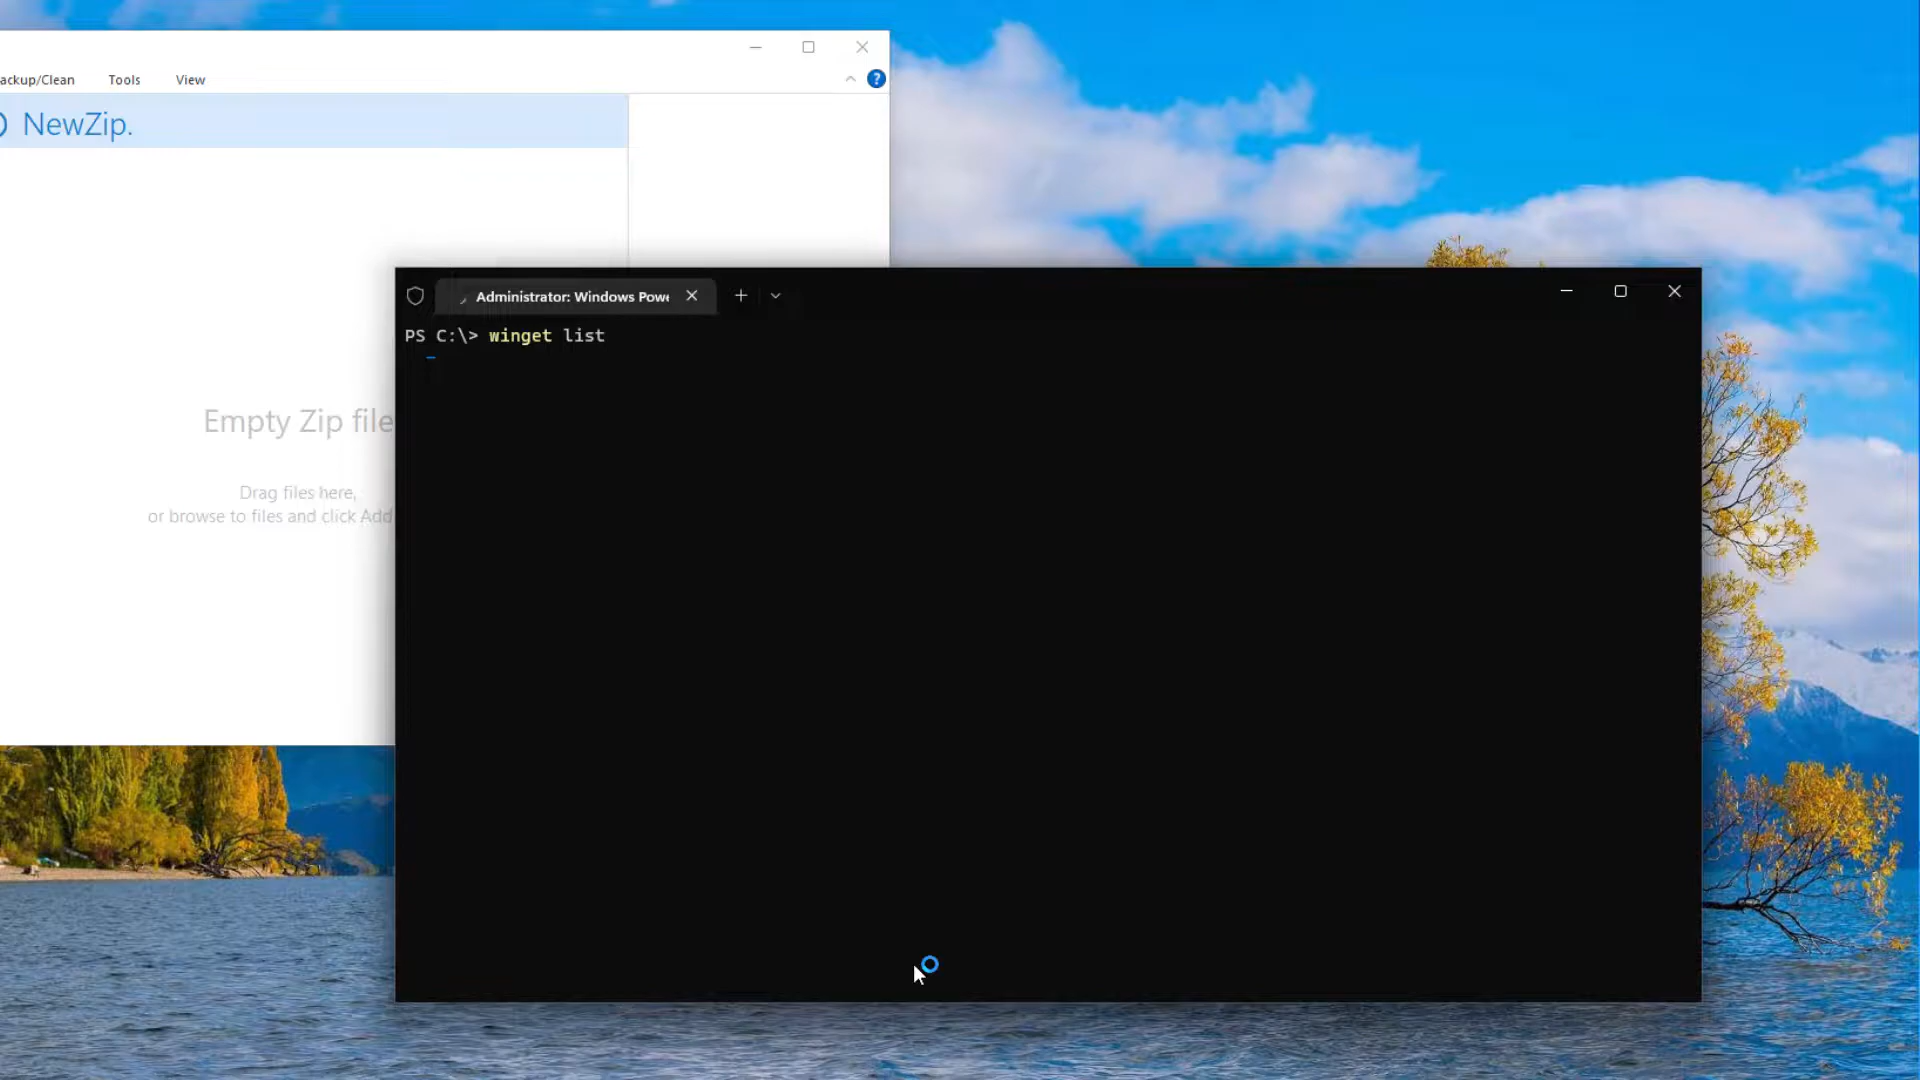 ackup/Clean Tools View
?
NewZip.
Empty Zip file
Drag files here,
or browse to files and click Add
Administrator: Windows Powe
PS C:\> winget list